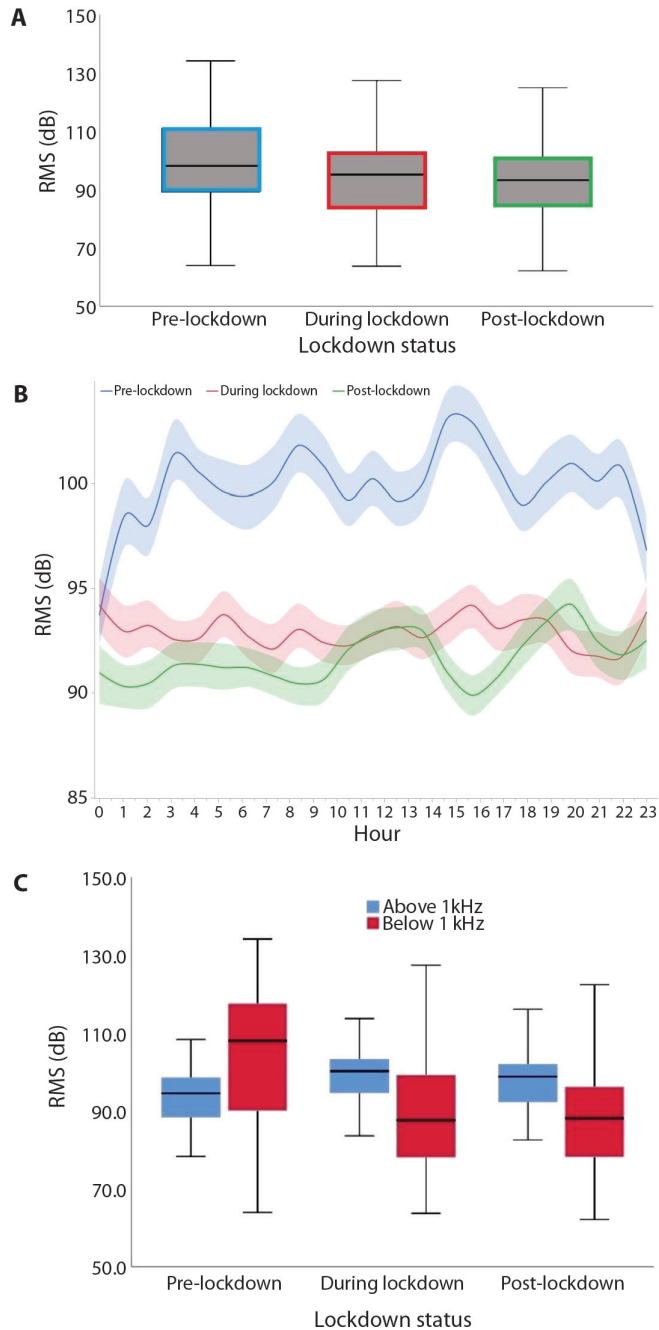 A
150
130
110
90
70
50
RMS (dB)
Pre-lockdown During lockdown Post-lockdown
Lockdown status
B
Pre-lockdown During lockdown Post-lockdown
100
95
90
85
RMS (dB)
0 1 2 3 4 5 6 7 8 9 10 11 12 13 14 15 16 17 18 19 20 21 22 23
Hour
C
150.0
130.0
110.0
90.0
70.0
50.0
RMS (dB)
Above 1kHz
Below 1 kHz
Pre-lockdown During lockdown Post-lockdown
Lockdown status